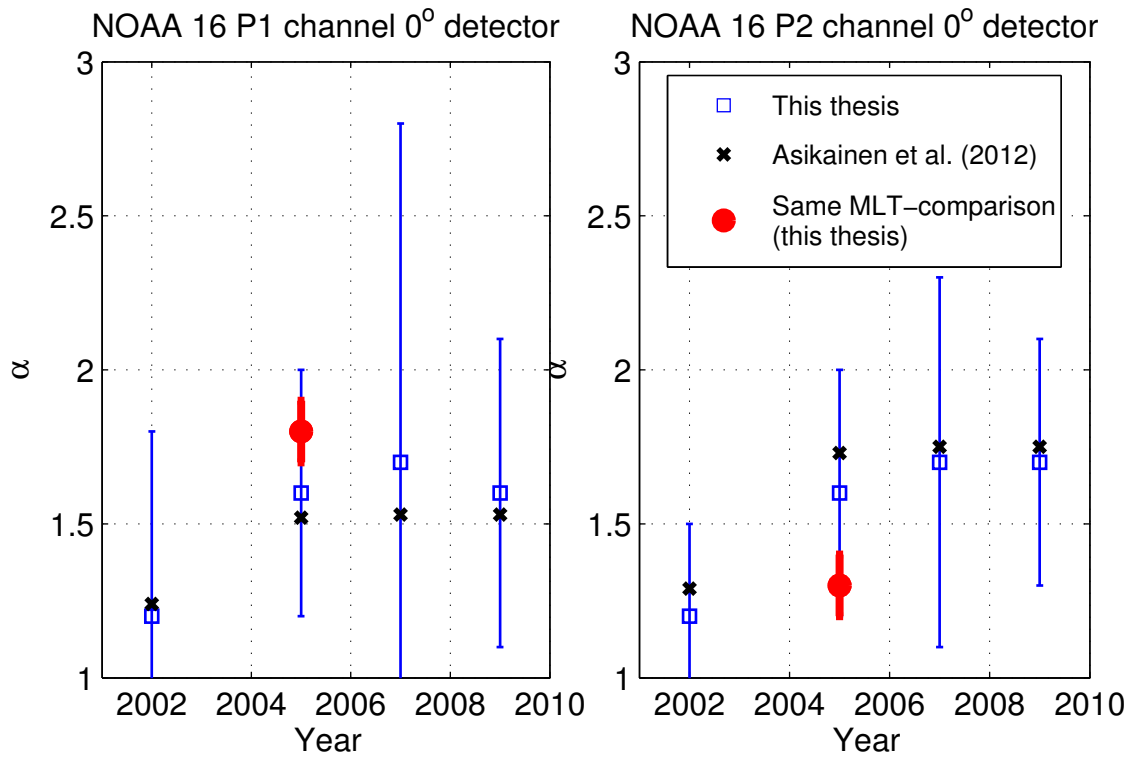 NOAA 16 P1 channel 0° detector
3
2.5
2
1.5
1
α
2002 2004 2006 2008 2010
Year
NOAA 16 P2 channel 0° detector
3
2.5
2
1.5
1
α
2002 2004 2006 2008 2010
Year
This thesis
Asikainen et al. (2012)
Same MLT−comparison
(this thesis)